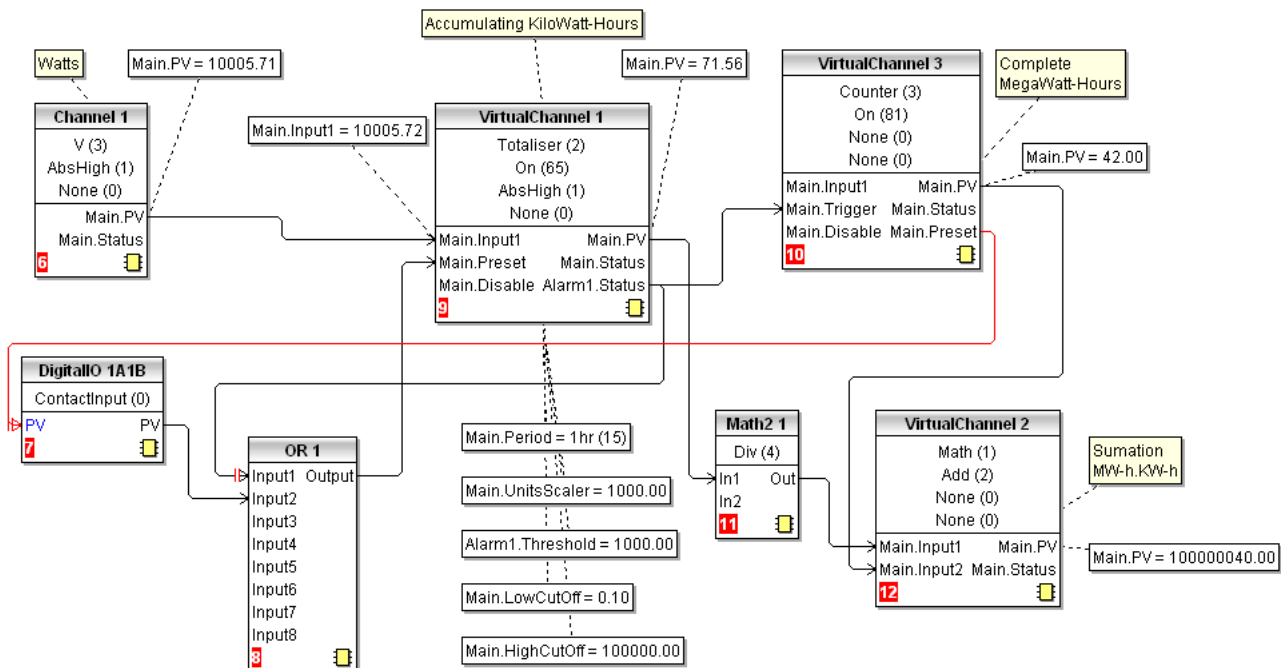 Accumulating KiloWatt-Hours
Watts
Main.PV = 10005.71
Main.PV = 71.56
Complete
MegaWatt-Hours
Channel 1
V (3)
AbsHigh (1)
None (0)
Main.PV
Main.Status
6
Main.Input1 = 10005.72
VirtualChannel 1
Totaliser (2)
On (65)
AbsHigh (1)
None (0)
Main.Input1 Main.PV
Main.Preset Main.Status
Main.Disable Alarm1.Status
9
VirtualChannel 3
Counter (3)
On (81)
None (0)
None (0)
Main.Input1 Main.PV
Main.Trigger Main.Status
Main.Disable Main.Preset
10
Main.PV = 42.00
DigitalIO 1A1B
ContactInput (0)
PV PV
7
OR 1
Input1 Output
Input2
Input3
Input4
Input5
Input6
Input7
Input8
8
Main.Period = 1hr (15)
Main.UnitsScaler = 1000.00
Alarm1.Threshold = 1000.00
Main.LowCutOff = 0.10
Main.HighCutOff = 100000.00
Math2 1
Div (4)
In1 Out
In2
11
VirtualChannel 2
Math (1)
Add (2)
None (0)
None (0)
Main.Input1 Main.PV
Main.Input2 Main.Status
12
Sumation
MW-h.KW-h
Main.PV = 100000040.00